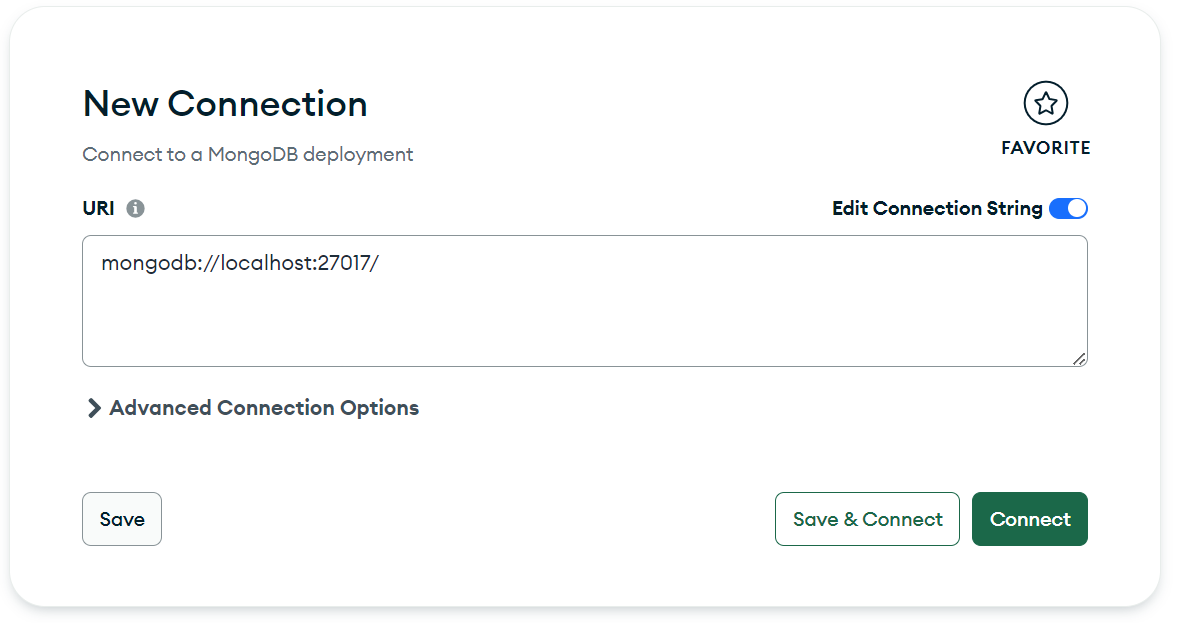 New Connection
FAVORITE
Connect to a MongoDB deployment
URI
Edit Connection String
mongodb://localhost:27017/
Advanced Connection Options
Save
Save & Connect
Connect